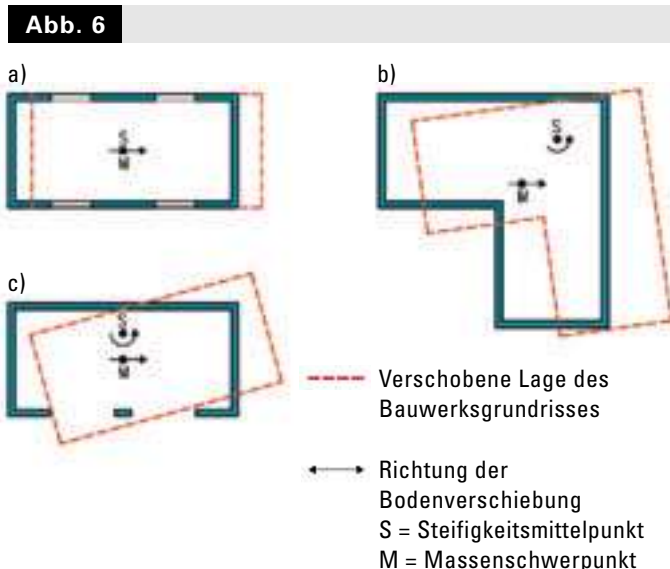 Abb. 6
a)
S
M
b)
S
M
c)
S
M
Verschobene Lage des
Bauwerksgrundrisses
Richtung der
Bodenverschiebung
S = Steifigkeitsmittelpunkt
M = Massenschwerpunkt